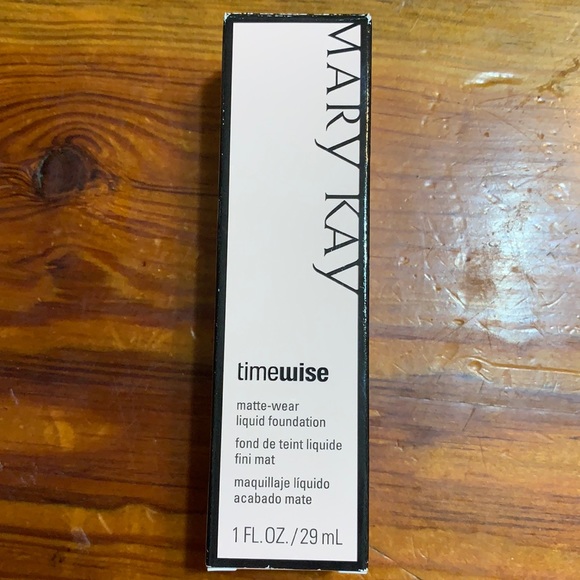 MARY KAY
timewise
matte-wear
liquid foundation
fond de teint liquide
fini mat
maquillaje líquido
acabado mate
1 FL.OZ./29 mL